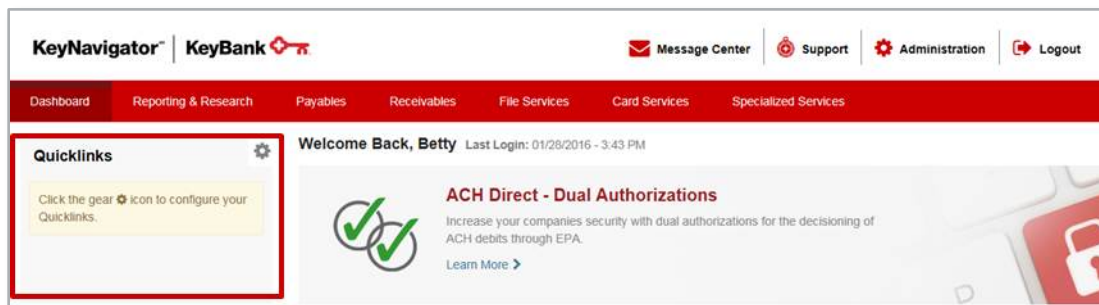 KeyNavigator℠ | KeyBank
Message Center
Support
Administration
Logout
Dashboard
Reporting & Research
Payables
Receivables
File Services
Card Services
Specialized Services
Quicklinks
Click the gear icon to configure your
Quicklinks.
Welcome Back, Betty Last Login: 01/28/2016 - 3:43 PM
ACH Direct - Dual Authorizations
Increase your companies security with dual authorizations for the decisioning of
ACH debits through EPA.
Learn More
D